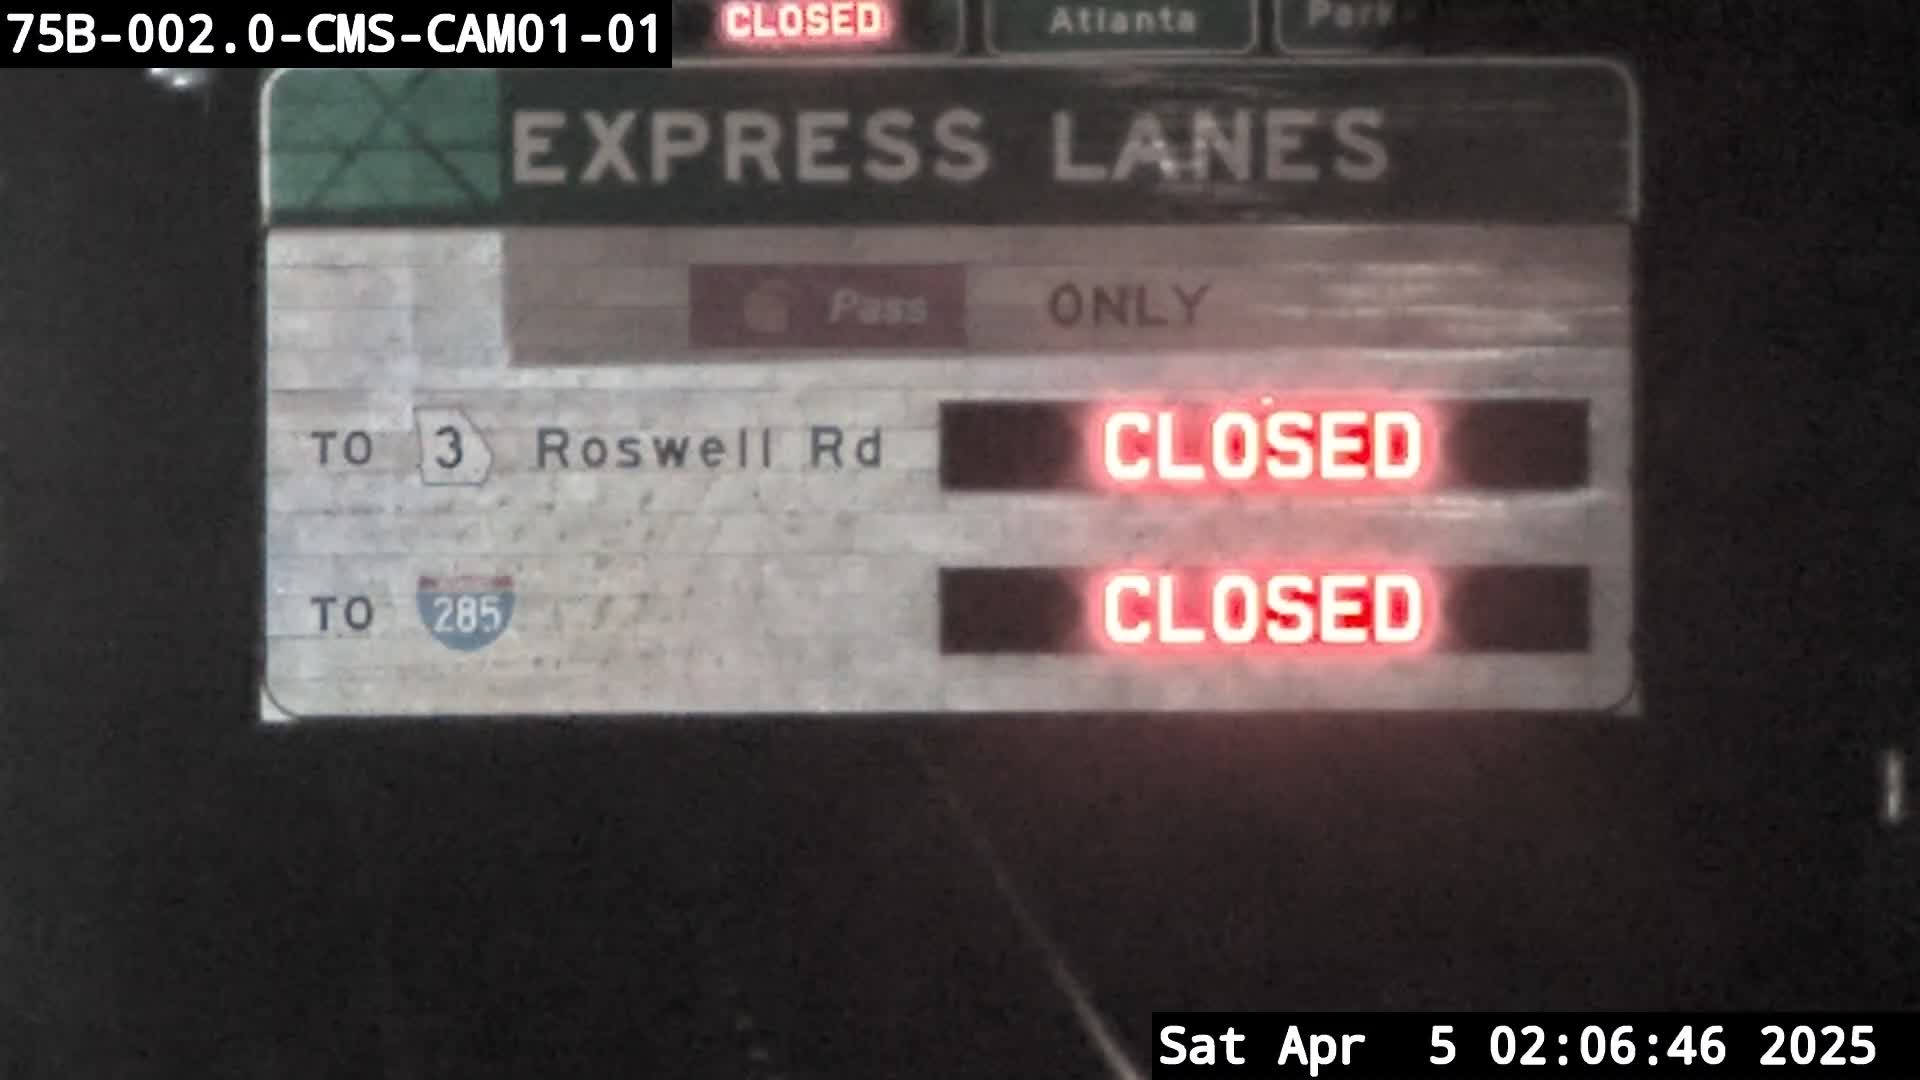 75B-002.0-CMS-CAM01-01
CLOSED
Atlanta
EXPRESS LANES
Pass ONLY
TO 3 Roswell Rd CLOSED
TO 285 CLOSED
Sat Apr 5 02:06:46 2025